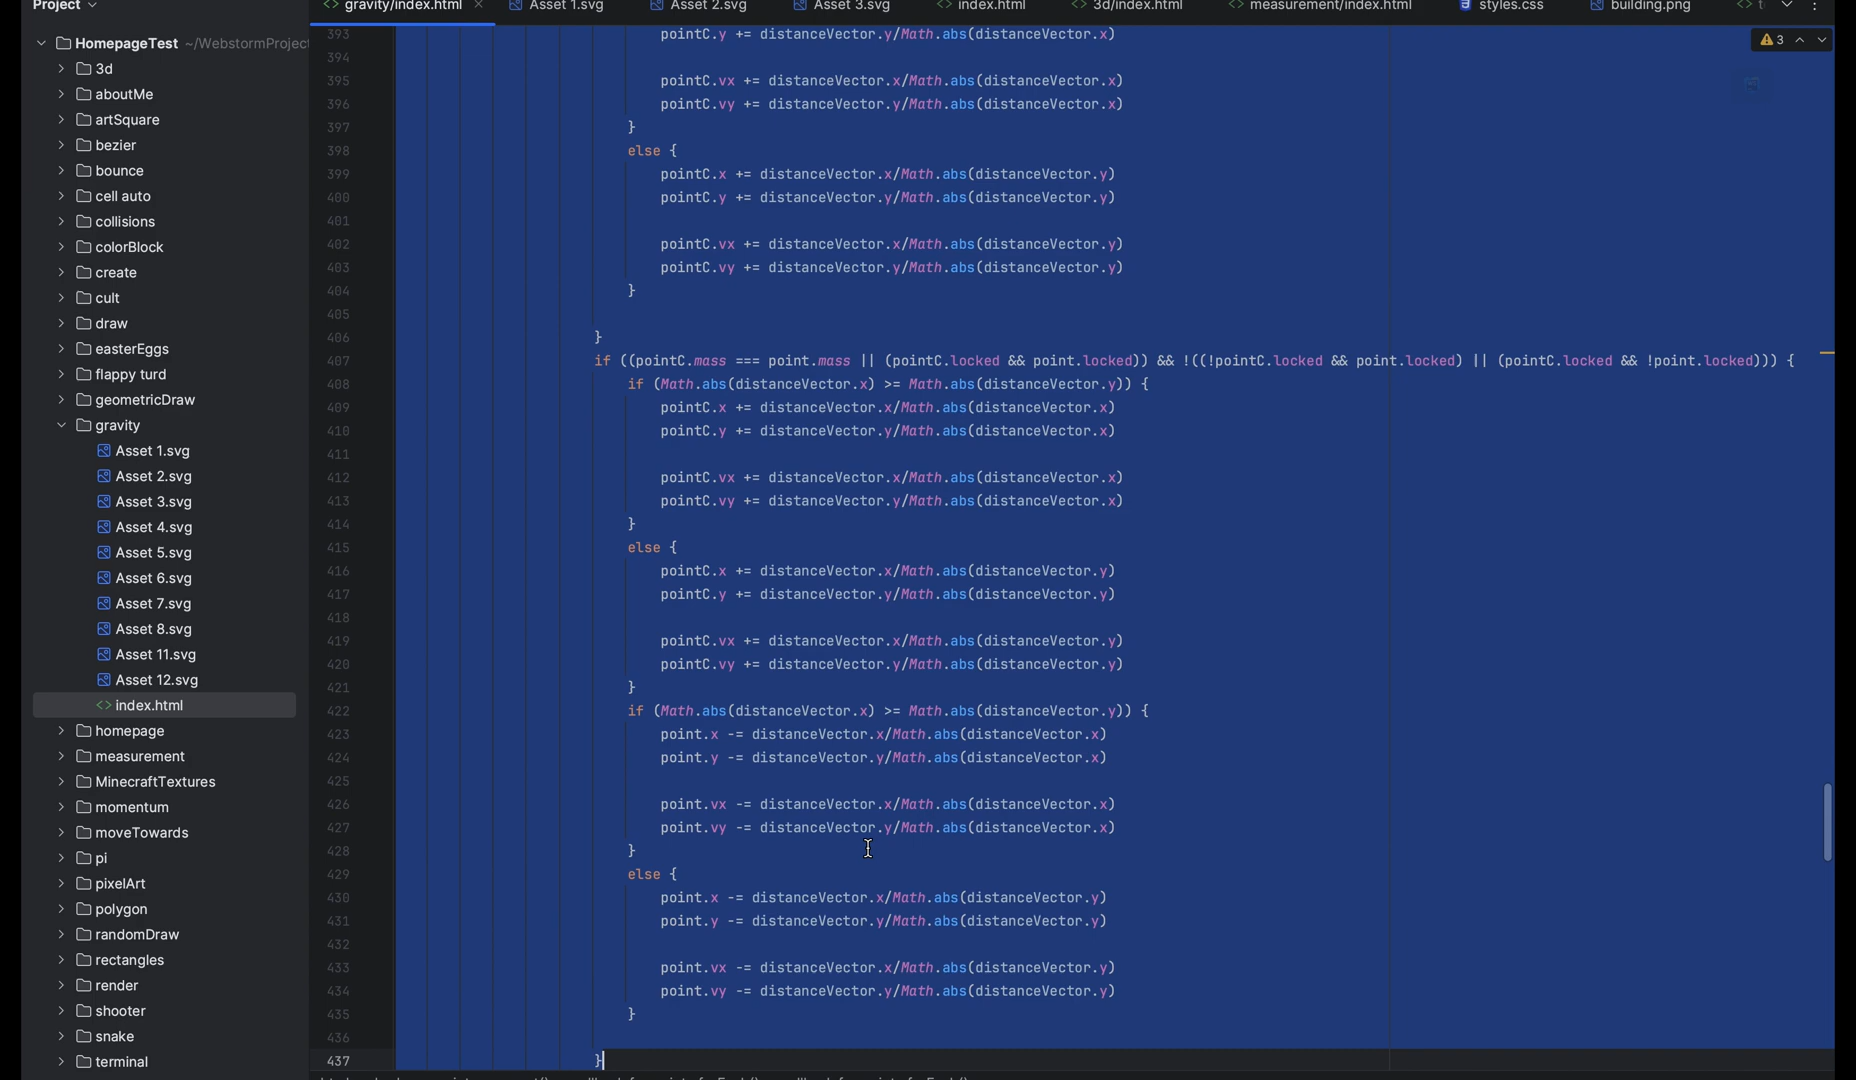 Project
gravity/index.html
Asset 1.svg
Asset 2.svg
Asset 3.svg
index.html
3d/index.html
measurement/index.html
styles.css
building.png
HomepageTest ~/WebstormProject
3d
aboutMe
artSquare
bezier
bounce
cell auto
collisions
colorBlock
create
cult
draw
easterEggs
flappy turd
geometricDraw
gravity
Asset 1.svg
Asset 2.svg
Asset 3.svg
Asset 4.svg
Asset 5.svg
Asset 6.svg
Asset 7.svg
Asset 8.svg
Asset 11.svg
Asset 12.svg
index.html
homepage
measurement
MinecraftTextures
momentum
moveTowards
pi
pixelArt
polygon
randomDraw
rectangles
render
shooter
snake
terminal
3
393 pointC.y += distanceVector.y/Math.abs(distanceVector.x)
394
395 pointC.vx += distanceVector.x/Math.abs(distanceVector.x)
396 pointC.vy += distanceVector.y/Math.abs(distanceVector.x)
397 }
398 else {
399 pointC.x += distanceVector.x/Math.abs(distanceVector.y)
400 pointC.y += distanceVector.y/Math.abs(distanceVector.y)
401
402 pointC.vx += distanceVector.x/Math.abs(distanceVector.y)
403 pointC.vy += distanceVector.y/Math.abs(distanceVector.y)
404 }
405
406 }
407 if ((pointC.mass === point.mass || (pointC.locked && point.locked)) && !((!pointC.locked && point.locked) || (pointC.locked && !point.locked))) {
408 if (Math.abs(distanceVector.x) >= Math.abs(distanceVector.y)) {
409 pointC.x += distanceVector.x/Math.abs(distanceVector.x)
410 pointC.y += distanceVector.y/Math.abs(distanceVector.x)
411
412 pointC.vx += distanceVector.x/Math.abs(distanceVector.x)
413 pointC.vy += distanceVector.y/Math.abs(distanceVector.x)
414 }
415 else {
416 pointC.x += distanceVector.x/Math.abs(distanceVector.y)
417 pointC.y += distanceVector.y/Math.abs(distanceVector.y)
418
419 pointC.vx += distanceVector.x/Math.abs(distanceVector.y)
420 pointC.vy += distanceVector.y/Math.abs(distanceVector.y)
421 }
422 if (Math.abs(distanceVector.x) >= Math.abs(distanceVector.y)) {
423 point.x -= distanceVector.x/Math.abs(distanceVector.x)
424 point.y -= distanceVector.y/Math.abs(distanceVector.x)
425
426 point.vx -= distanceVector.x/Math.abs(distanceVector.x)
427 point.vy -= distanceVector.y/Math.abs(distanceVector.x)
428 }
429 else {
430 point.x -= distanceVector.x/Math.abs(distanceVector.y)
431 point.y -= distanceVector.y/Math.abs(distanceVector.y)
432
433 point.vx -= distanceVector.x/Math.abs(distanceVector.y)
434 point.vy -= distanceVector.y/Math.abs(distanceVector.y)
435 }
436
437 }